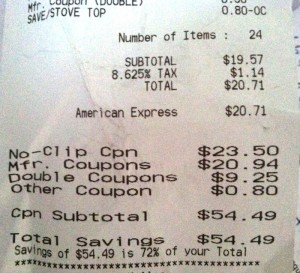 Mfr. Coupon (DOUBLE) 0.80
SAVE/STOVE TOP 0.80-OC
Number of Items : 24
SUBTOTAL $19.57
8.625% TAX $1.14
TOTAL $20.71
American Express $20.71
No-Clip Cpn $23.50
Mfr. Coupons $20.94
Double Coupons $9.25
Other Coupon $0.80
Cpn Subtotal $54.49
Total Savings $54.49
Savings of $54.49 is 72% of your Total